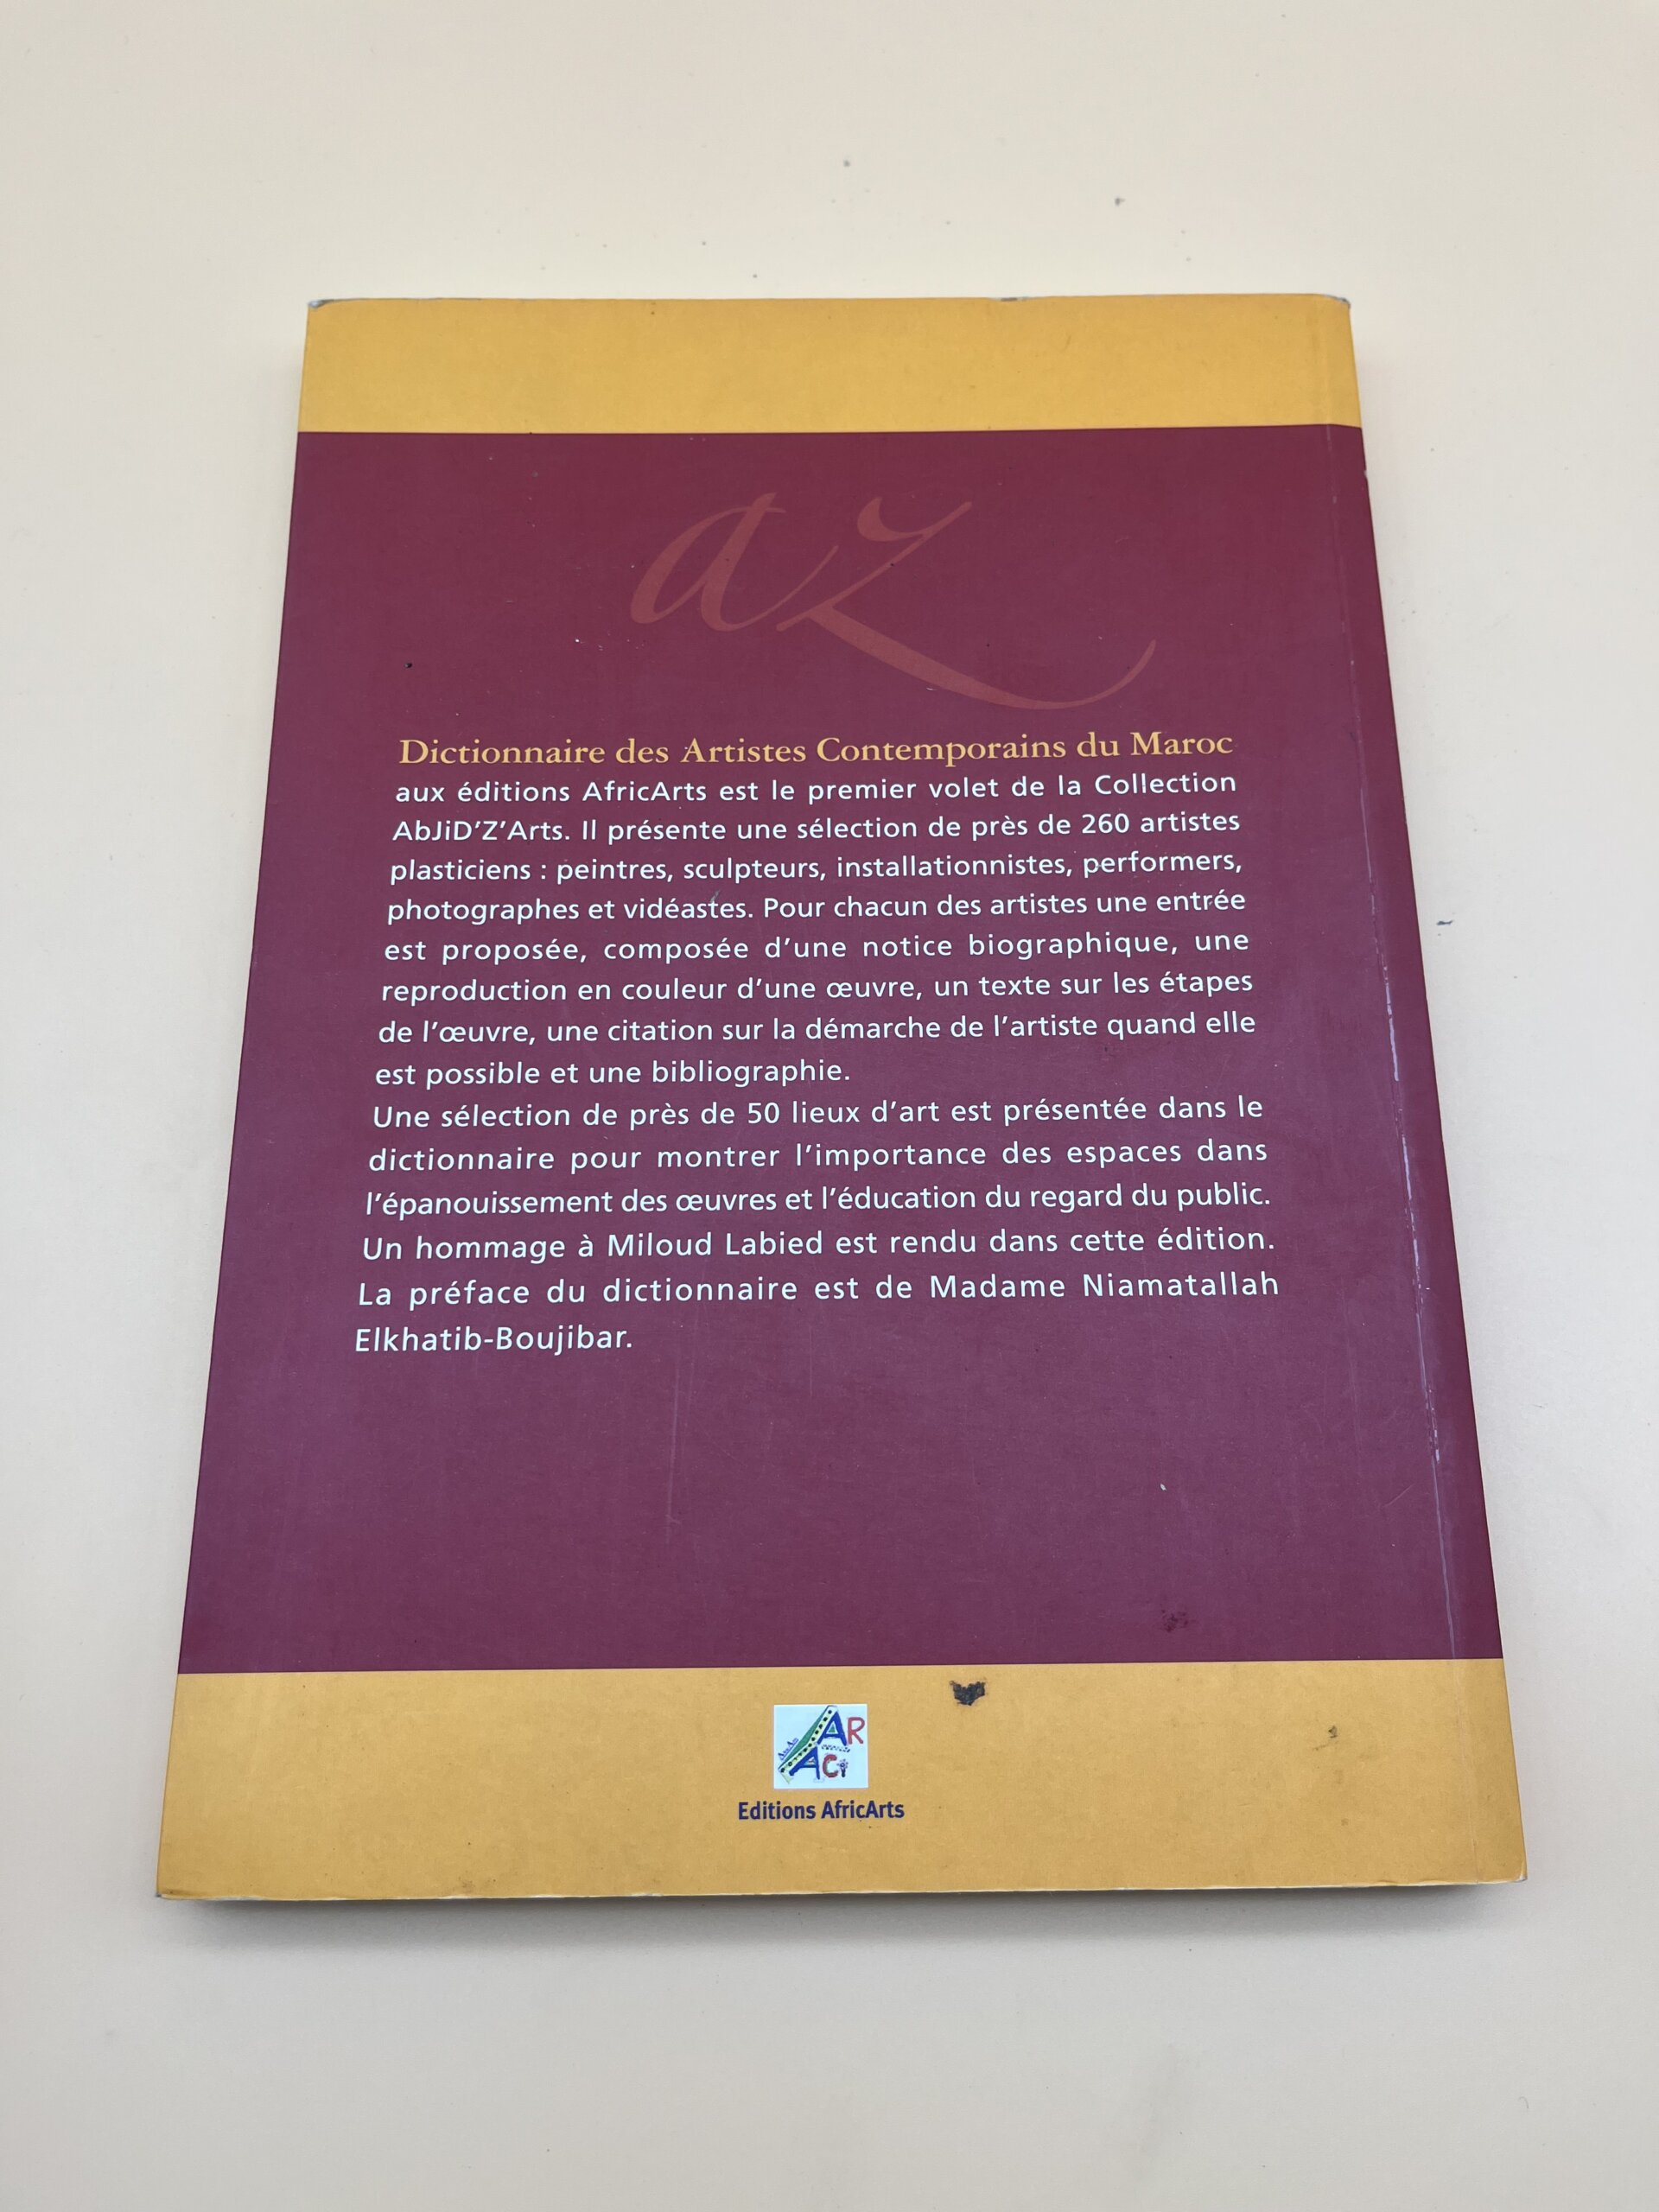 az
Dictionnaire des Artistes Contemporains du Maroc
aux éditions AfricArts est le premier volet de la Collection
AbJiD’Z’Arts. Il présente une sélection de près de 260 artistes
plasticiens : peintres, sculpteurs, installationnistes, performers,
photographes et vidéastes. Pour chacun des artistes une entrée
est proposée, composée d’une notice biographique, une
reproduction en couleur d’une œuvre, un texte sur les étapes
de l’œuvre, une citation sur la démarche de l’artiste quand elle
est possible et une bibliographie.
Une sélection de près de 50 lieux d’art est présentée dans le
dictionnaire pour montrer l’importance des espaces dans
l’épanouissement des œuvres et l’éducation du regard du public.
Un hommage à Miloud Labied est rendu dans cette édition.
La préface du dictionnaire est de Madame Niamatallah
Elkhatib-Boujibar.
AR
ACi
Editions AfricArts